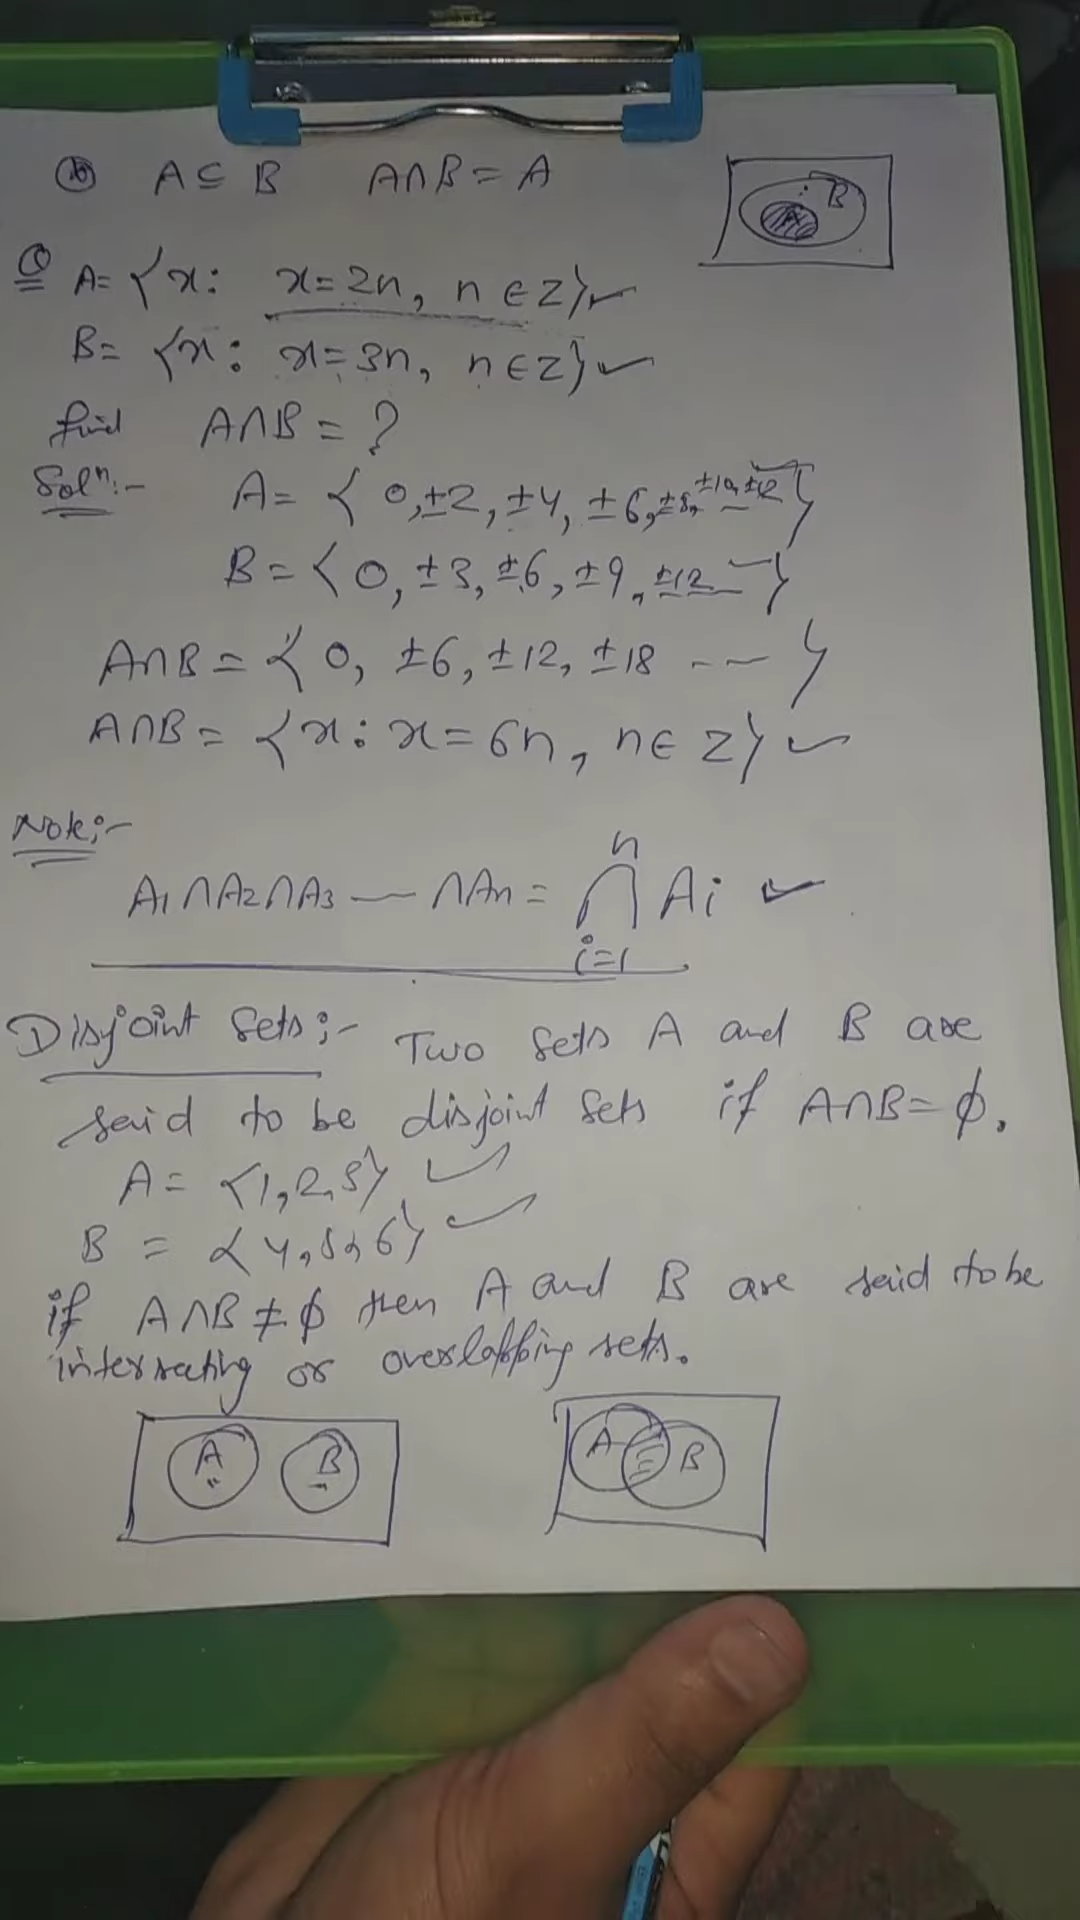 (b) A ⊆ B A∩B = A
B
A
Q A = {x: x=2n, n ∈ Z} ✓
B = {x: x=3n, n ∈ Z} ✓
find A∩B = ?
Solⁿ:-
A = { 0, ±2, ±4, ±6, ±8, ±10, ±12 }
B = { 0, ±3, ±6, ±9, ±12 -- }
A∩B = { 0, ±6, ±12, ±18 --- }
A∩B = {x: x = 6n, n ∈ Z} ✓
Note:-
A1∩A2∩A3 — ∩An = n ∩ i=1 Ai ✓
Disjoint Sets:- Two sets A and B are
said to be disjoint sets if A∩B = ϕ.
A = {1,2,3} ✓
B = {4,5,6} ✓
if A∩B ≠ ϕ then A and B are said to be
intersecting or overlapping sets.
A B
A B